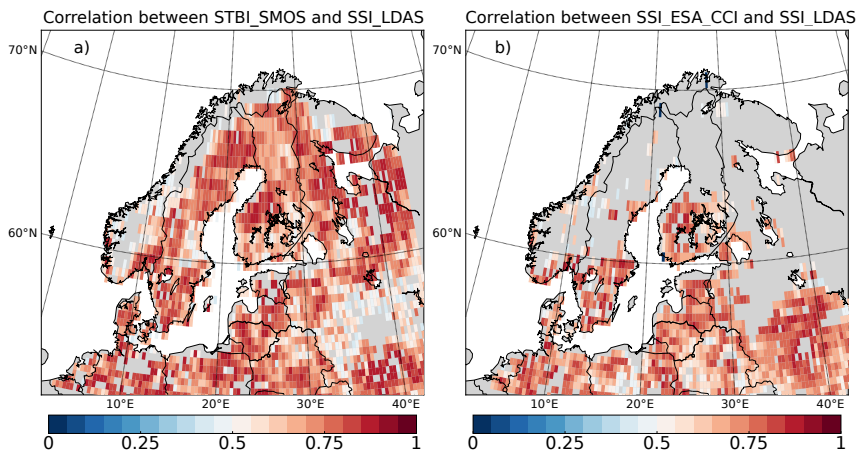 Correlation between STBI_SMOS and SSI_LDAS
Correlation between SSI_ESA_CCI and SSI_LDAS
a)
b)
70°N
70°N
60°N
60°N
10°E 20°E 30°E 40°E
10°E 20°E 30°E 40°E
0 0.25 0.5 0.75 1
0 0.25 0.5 0.75 1